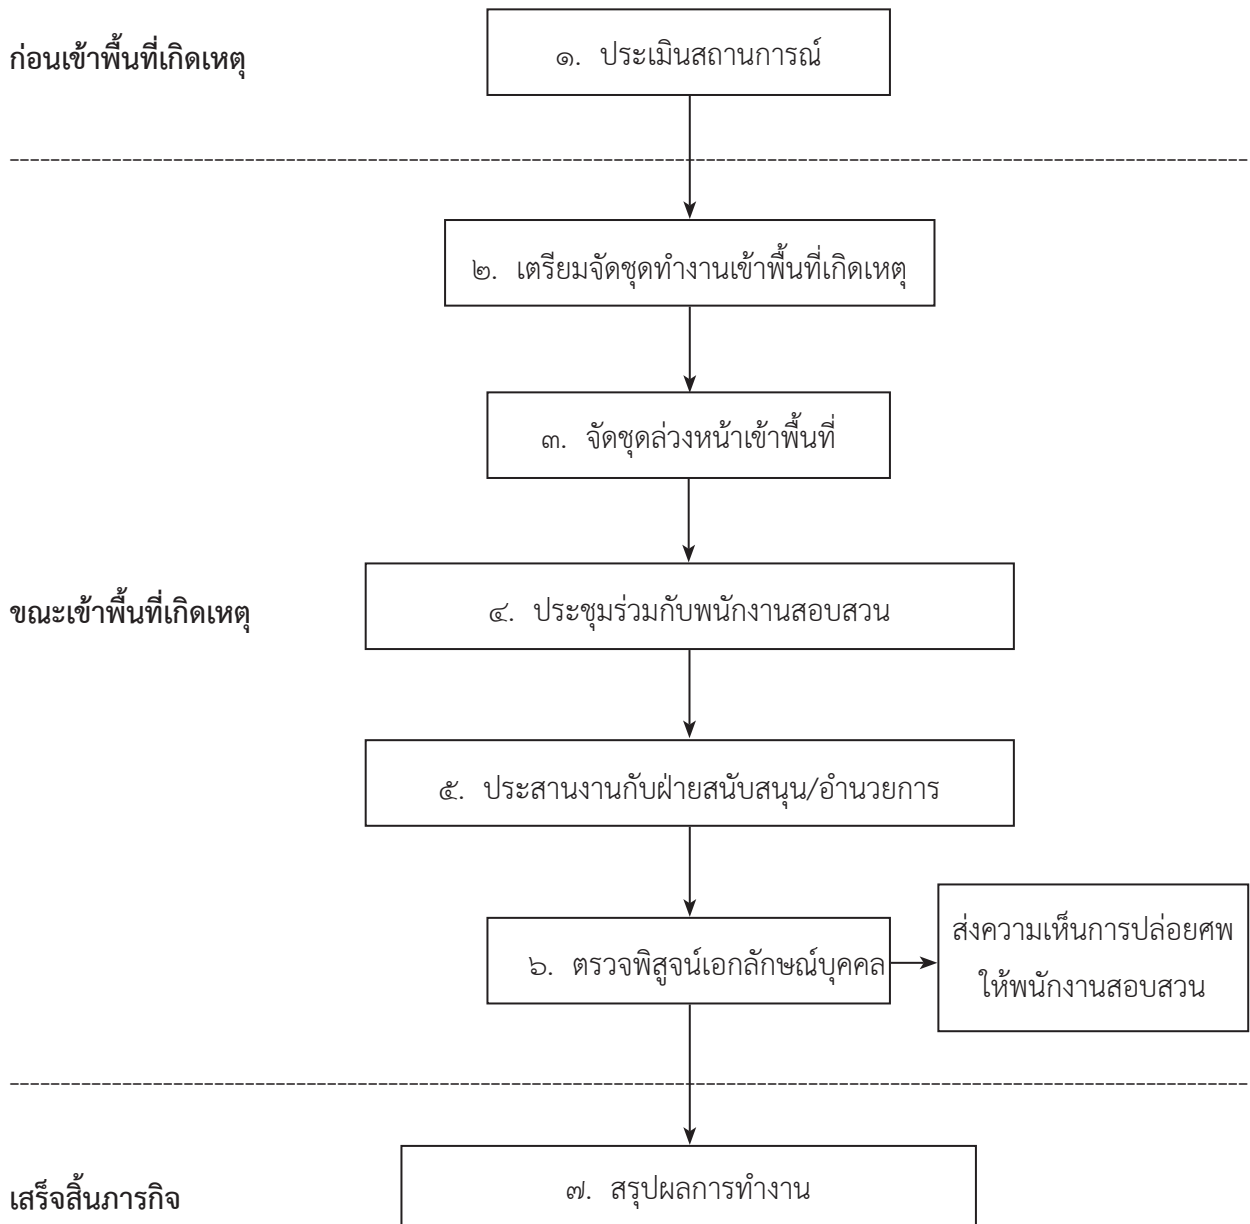 ก่อนเข้าพื้นที่เกิดเหตุ
๑. ประเมินสถานการณ์
๒. เตรียมจัดชุดทำงานเข้าพื้นที่เกิดเหตุ
๓. จัดชุดล่วงหน้าเข้าพื้นที่
ขณะเข้าพื้นที่เกิดเหตุ
๔. ประชุมร่วมกับพนักงานสอบสวน
๕. ประสานงานกับฝ่ายสนับสนุน/อำนวยการ
๖. ตรวจพิสูจน์เอกลักษณ์บุคคล
ส่งความเห็นการปล่อยศพ
ให้พนักงานสอบสวน
เสร็จสิ้นภารกิจ
๗. สรุปผลการทำงาน